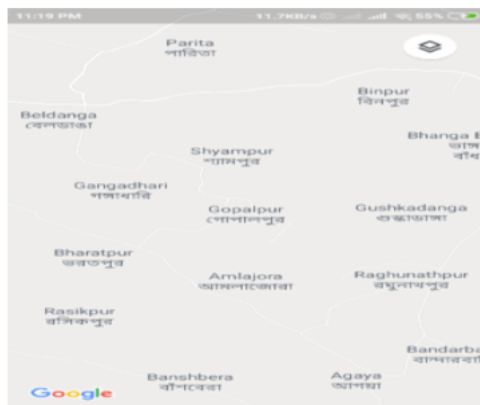 11:19 PM 11.7KB/s 55%
Parita
পারিতা
Binpur
বিনপুর
Beldanga
বেলডাঙা
Bhanga B
ভাঙ্গ
বাঁধ
Shyampur
শ্যামপুর
Gangadhari
গঙ্গাধারি
Gopalpur
গোপালপুর
Gushkadanga
গুস্কাডাঙ্গা
Bharatpur
ভরতপুর
Amlajora
আমলাজোরা
Raghunathpur
রঘুনাথপুর
Rasikpur
রসিকপুর
Bandarba
বান্দারবা
Banshbera
বাঁশবেরা
Agaya
আগয়া
Google